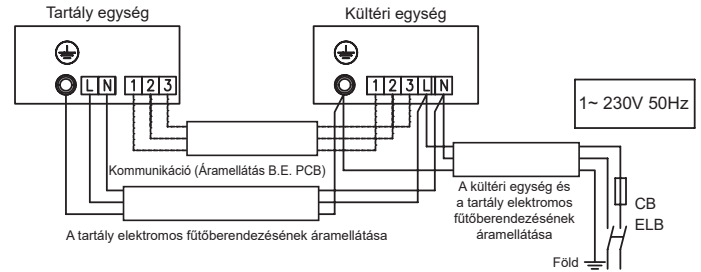 Tartály egység
Kültéri egység
L N 1 2 3
1 2 3 L N
1~ 230V 50Hz
Kommunikáció (Áramellátás B.E. PCB)
A kültéri egység és
a tartály elektromos
fűtőberendezésének
áramellátása
CB
ELB
A tartály elektromos fűtőberendezésének áramellátása
Föld